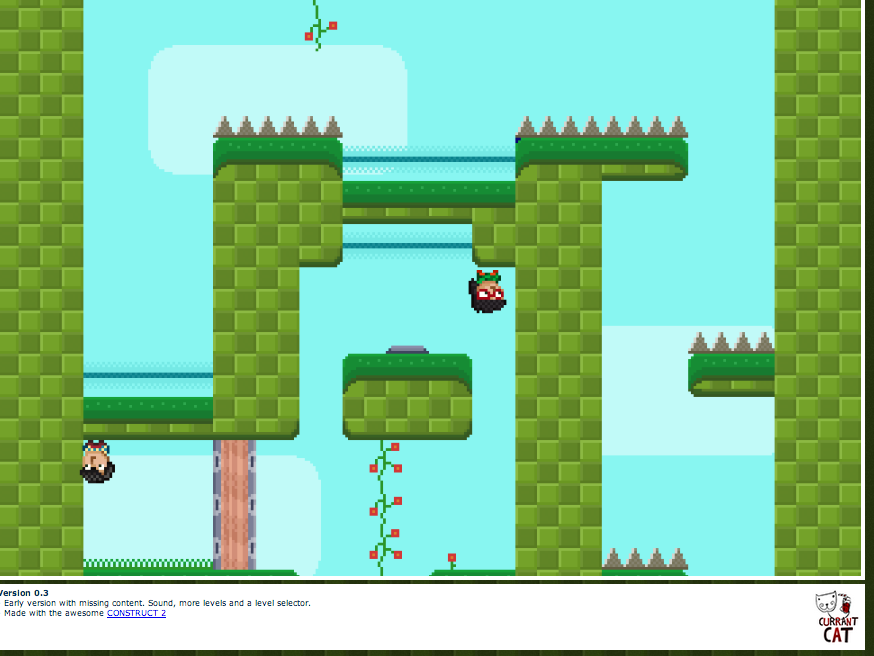 Version 0.3
Early version with missing content. Sound, more levels and a level selector.
Made with the awesome CONSTRUCT 2
CURRANT
CAT